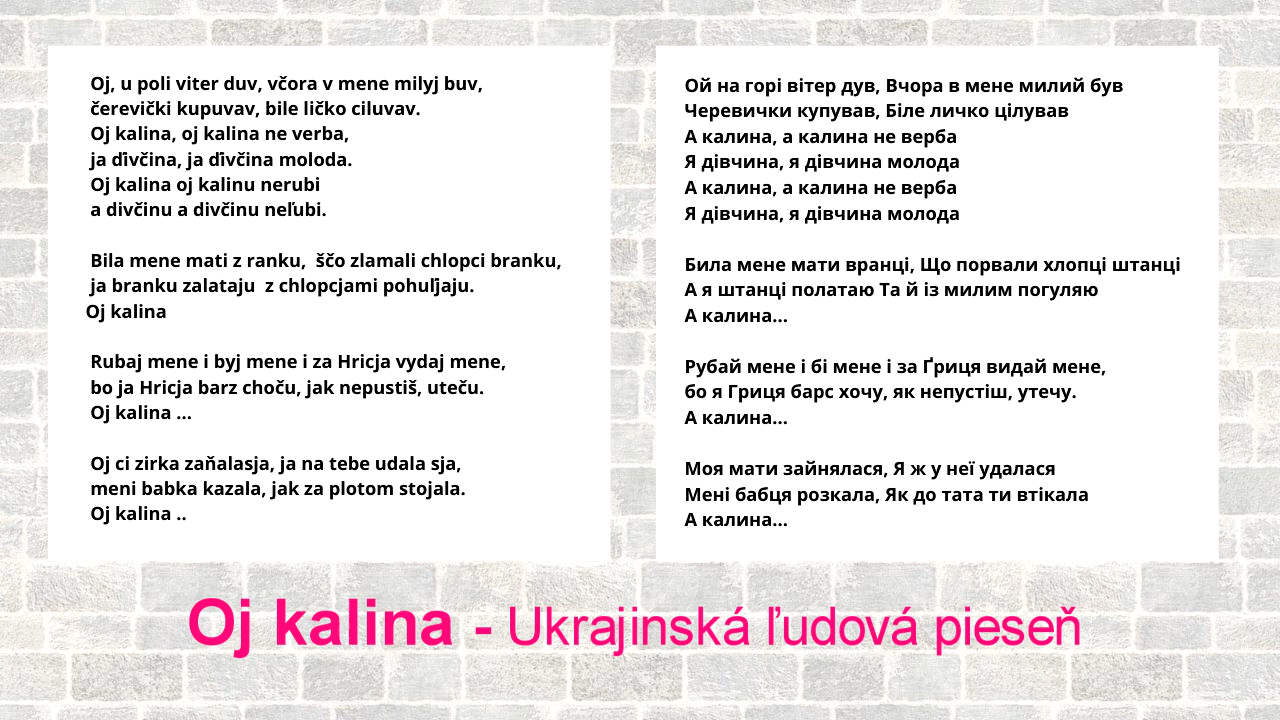 Oj, u poli viter duv, včora v mene milyj buv,
čerevički kupuvav, bile ličko ciluvav.
Oj kalina, oj kalina ne verba,
ja ďivčina, ja ďivčina moloda.
Oj kalina oj kalinu nerubi
a divčinu a divčinu neľubi.
Bila mene mati z ranku, ščo zlamali chlopci branku,
ja branku zalataju z chlopcjami pohuľjaju.
Oj kalina
Rubaj mene i byj mene i za Hricja vydaj mene,
bo ja Hricja barz choču, jak nepustiš, uteču.
Oj kalina ...
Oj ci zirka zaňalasja, ja na tebe udala sja,
meni babka kazala, jak za plotom stojala.
Oj kalina ..
Ой на горі вітер дув, Вчора в мене милий був
Черевички купував, Біле личко цілував
А калина, а калина не верба
Я дівчина, я дівчина молода
А калина, а калина не верба
Я дівчина, я дівчина молода
Била мене мати вранці, Що порвали хлопці штанці
А я штанці полатаю Та й із милим погуляю
А калина...
Рубай мене і бі мене і за Ґриця видай мене,
бо я Гриця барс хочу, як непустіш, утечу.
А калина...
Моя мати зайнялася, Я ж у неї удалася
Мені бабця розкала, Як до тата ти втікала
А калина...
Oj kalina - Ukrajinská ľudová pieseň